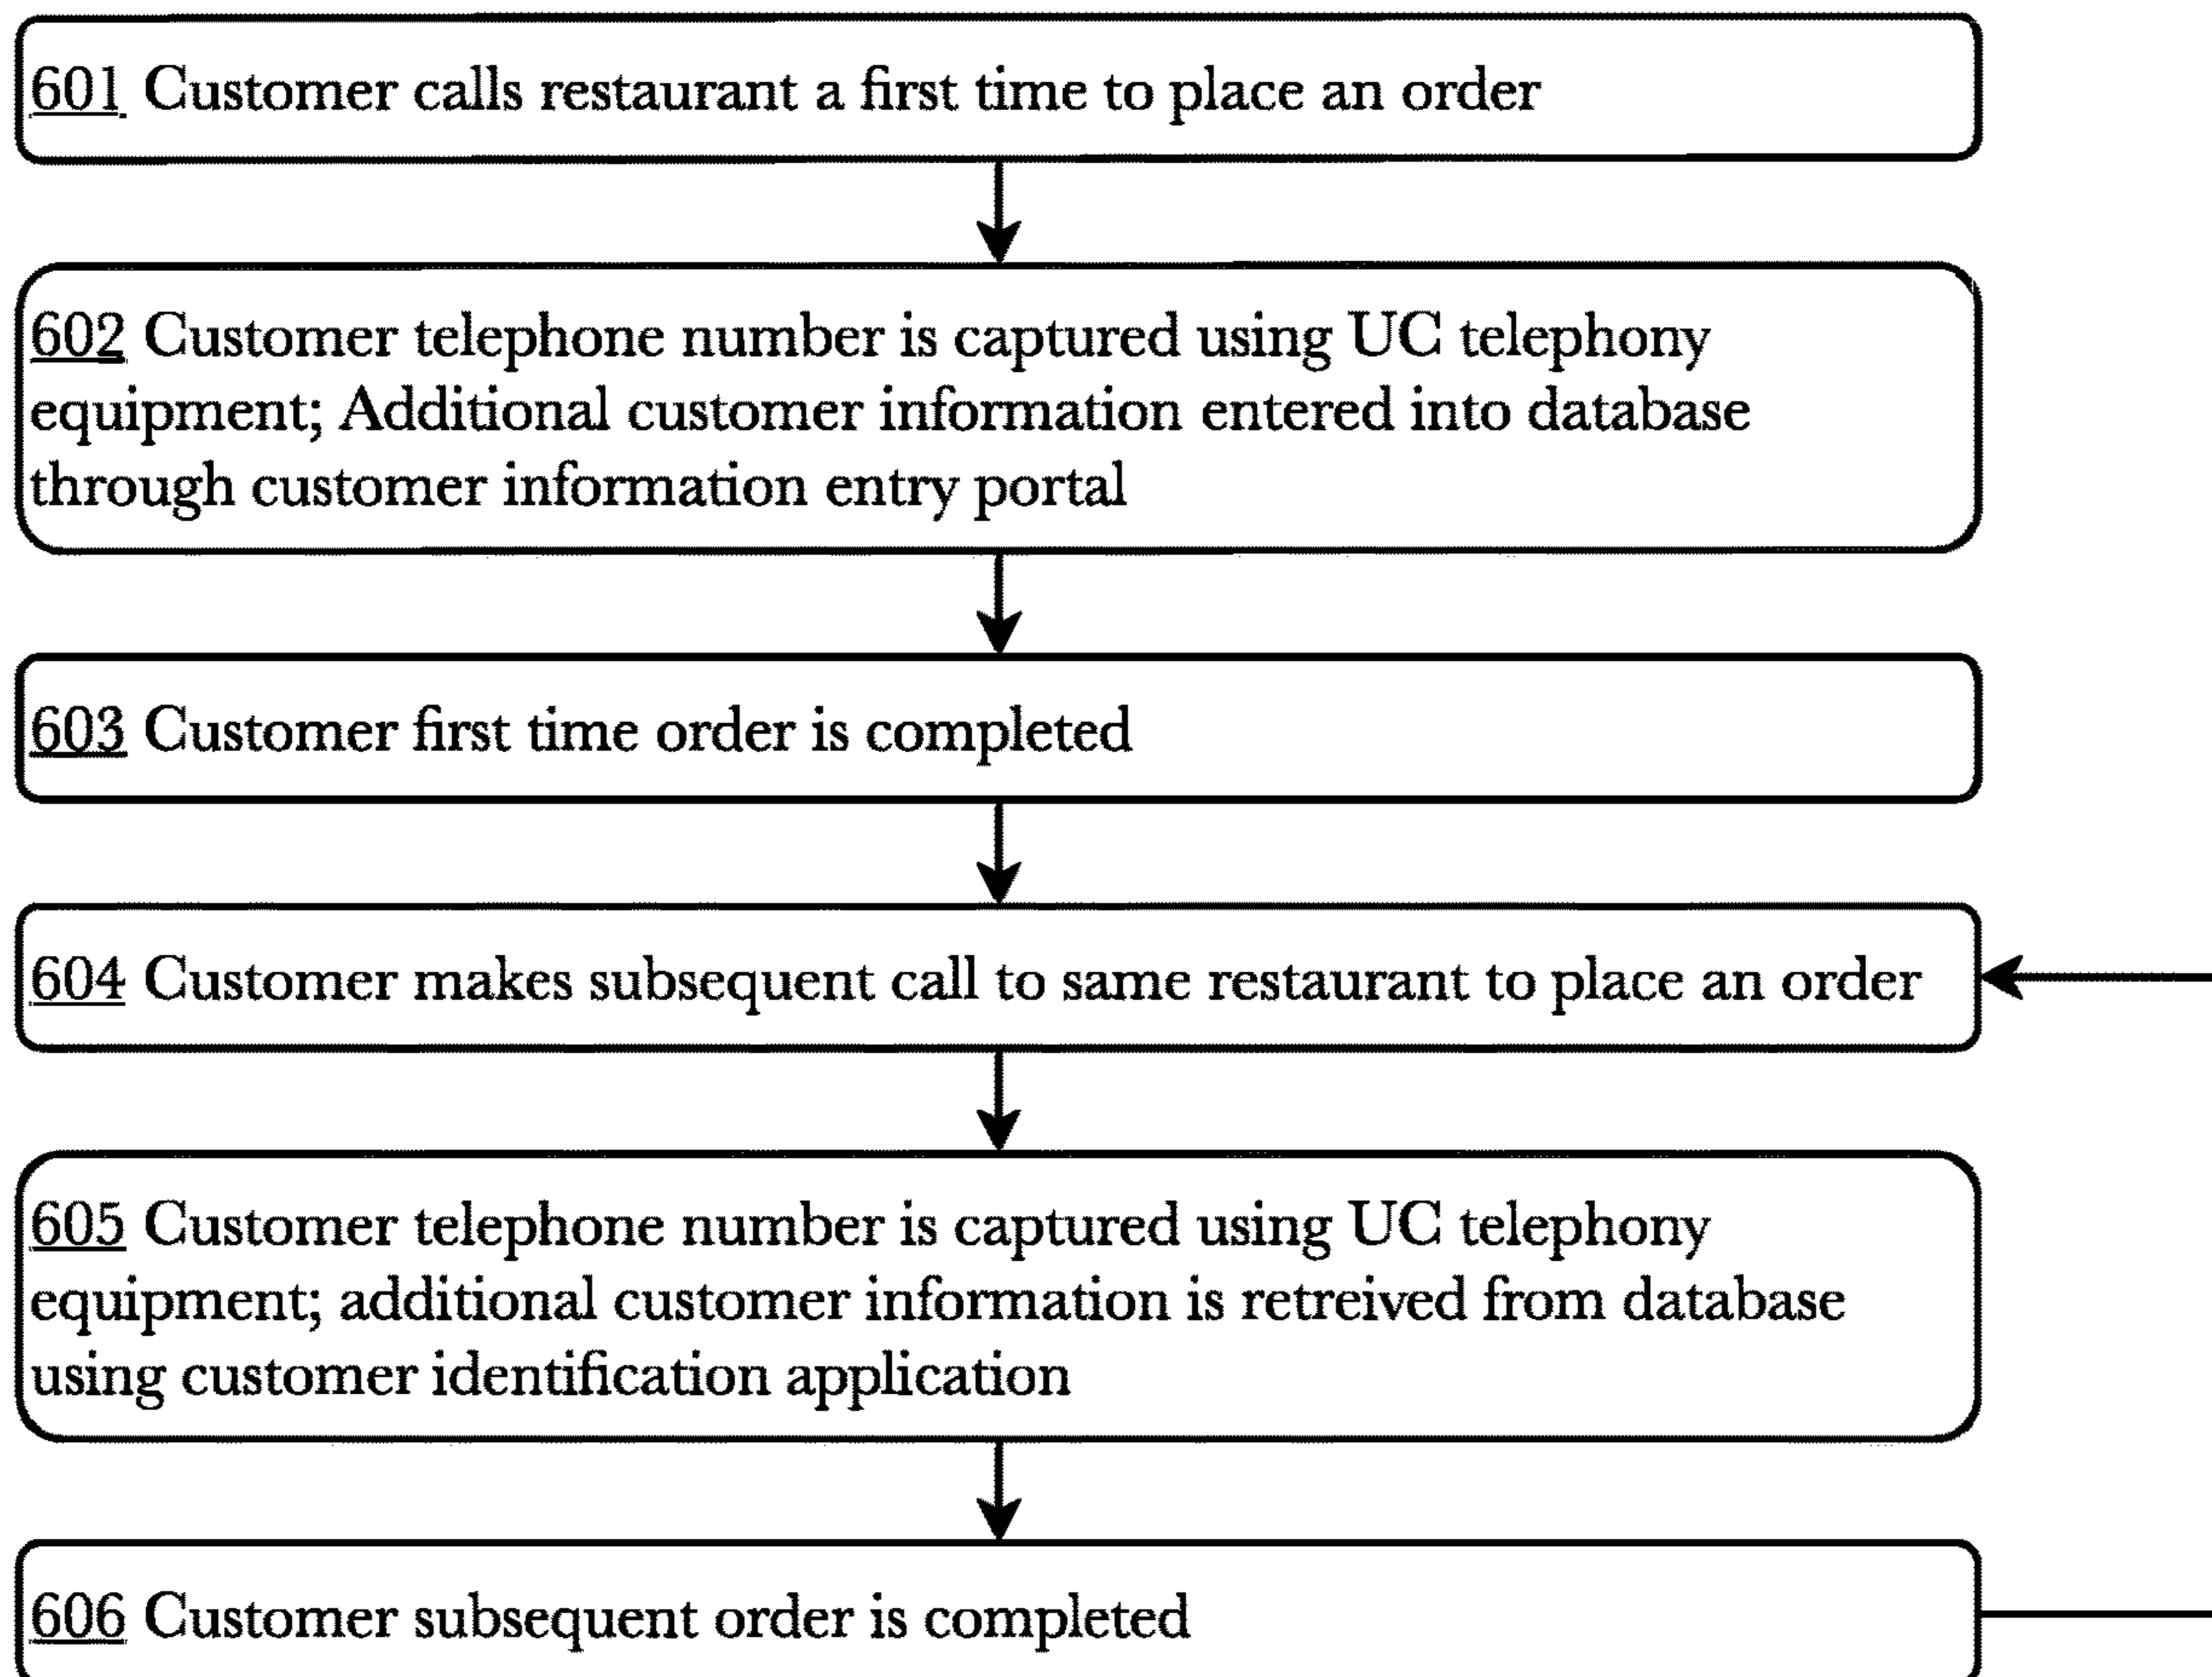 601 Customer calls restaurant a first time to place an order
602 Customer telephone number is captured using UC telephony
equipment; Additional customer information entered into database
through customer information entry portal
603 Customer first time order is completed
604 Customer makes subsequent call to same restaurant to place an order
605 Customer telephone number is captured using UC telephony
equipment; additional customer information is retreived from database
using customer identification application
606 Customer subsequent order is completed